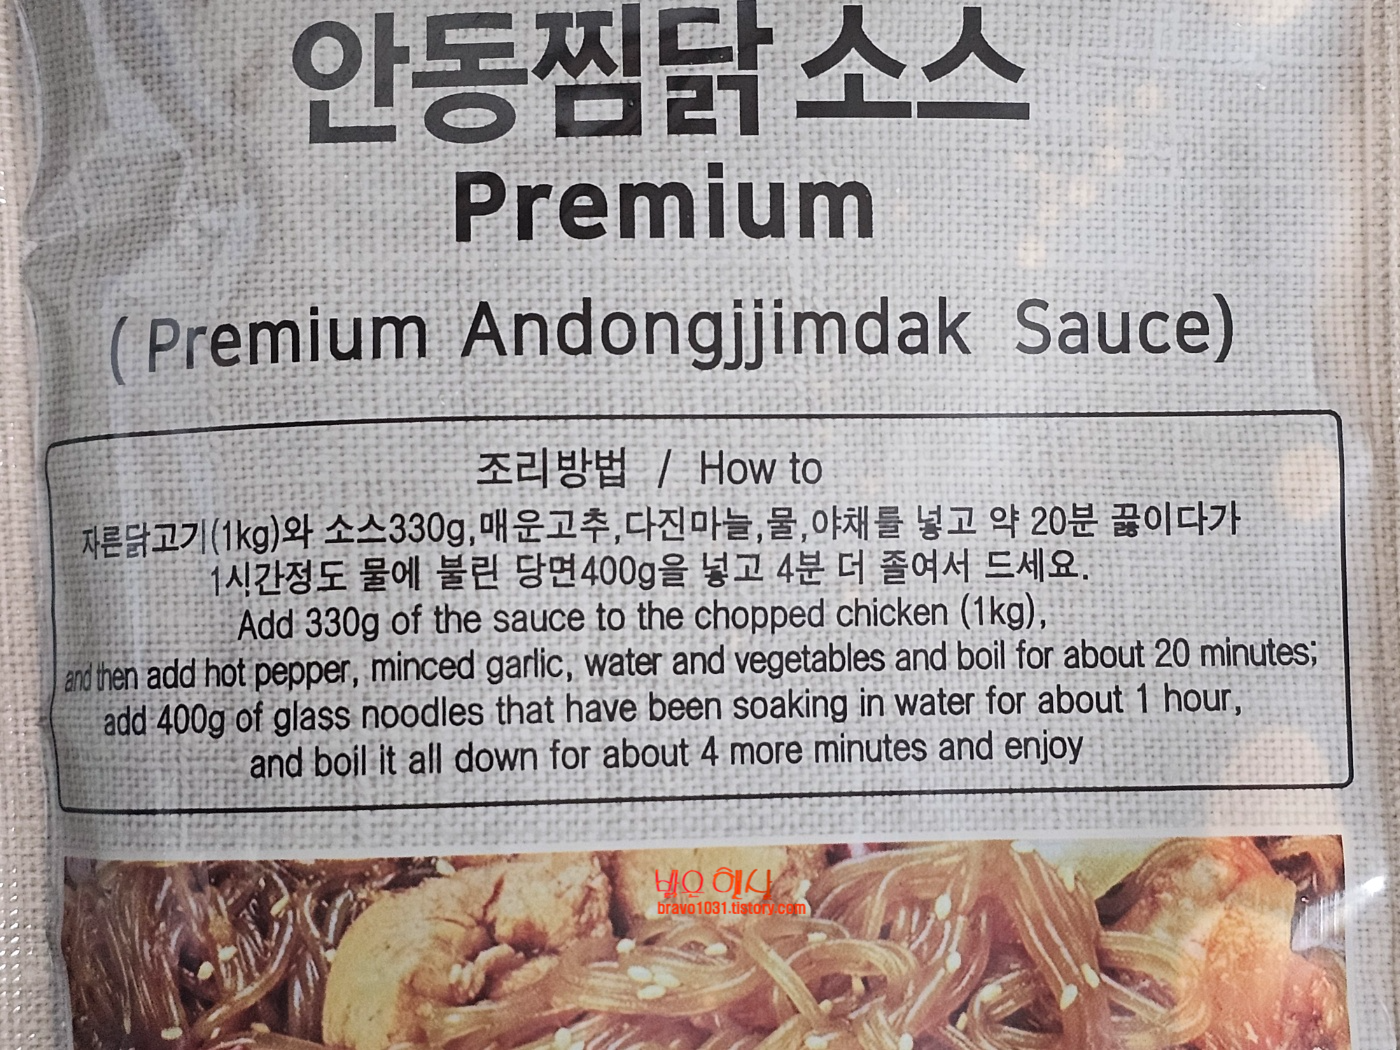 안동찜닭 소스
Premium
( Premium Andongjjimdak Sauce)
조리방법 / How to
자른닭고기(1kg)와 소스330g,매운고추,다진마늘,물,야채를 넣고 약 20분 끓이다가
1시간정도 물에 불린 당면400g을 넣고 4분 더 졸여서 드세요.
Add 330g of the sauce to the chopped chicken (1kg),
and then add hot pepper, minced garlic, water and vegetables and boil for about 20 minutes;
add 400g of glass noodles that have been soaking in water for about 1 hour,
and boil it all down for about 4 more minutes and enjoy
bravo1031.tistory.com